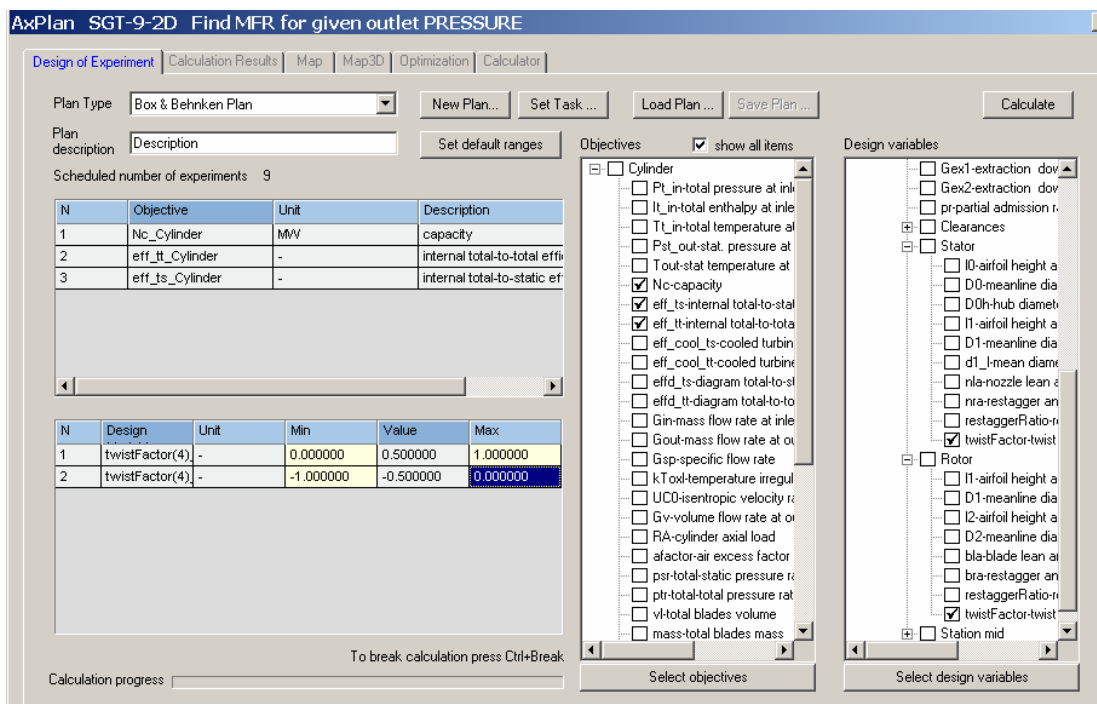 AxPlan SGT-9-2D Find MFR for given outlet PRESSURE
Design of Experiment Calculation Results Map Map3D Optimization Calculator
Plan Type Box & Behnken Plan New Plan... Set Task ... Load Plan ... Save Plan ... Calculate
Plan description Description Set default ranges Objectives show all items Design variables
Scheduled number of experiments 9
N Objective Unit Description
1 Nc_Cylinder MW capacity
2 eff_tt_Cylinder - internal total-to-total effi
3 eff_ts_Cylinder - internal total-to-static ef
N Design Unit Min Value Max
1 twistFactor(4)_ - 0.000000 0.500000 1.000000
2 twistFactor(4)_ - -1.000000 -0.500000 0.000000
To break calculation press Ctrl+Break
Calculation progress
Cylinder
Pt_in-total pressure at inle
It_in-total enthalpy at inle
Tt_in-total temperature at
Pst_out-stat. pressure at
Tout-stat temperature at
Nc-capacity
eff_ts-internal total-to-stat
eff_tt-internal total-to-tota
eff_cool_ts-cooled turbin
eff_cool_tt-cooled turbine
effd_ts-diagram total-to-st
effd_tt-diagram total-to-to
Gin-mass flow rate at inle
Gout-mass flow rate at ou
Gsp-specific flow rate
kToxl-temperature irregul
UC0-isentropic velocity ra
Gv-volume flow rate at ou
RA-cylinder axial load
afactor-air excess factor
psr-total-static pressure ra
ptr-total-total pressure rat
vl-total blades volume
mass-total blades mass
Select objectives
Gex1-extraction dow
Gex2-extraction dow
pr-partial admission r
Clearances
Stator
l0-airfoil height a
D0-meanline dia
D0h-hub diamete
l1-airfoil height a
D1-meanline dia
d1_l-mean diame
nla-nozzle lean a
nra-restagger an
restaggerRatio-r
twistFactor-twist
Rotor
l1-airfoil height a
D1-meanline dia
l2-airfoil height a
D2-meanline dia
bla-blade lean an
bra-restagger an
restaggerRatio-r
twistFactor-twist
Station mid
Select design variables